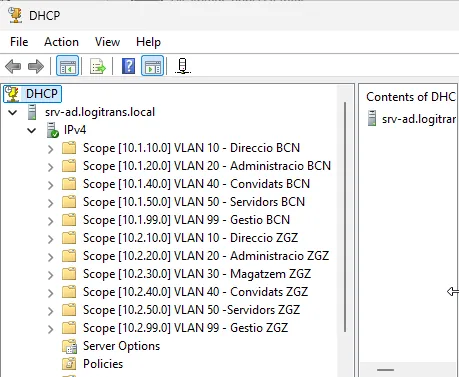 DHCP
File Action View Help
DHCP
srv-ad.logitrans.local
IPv4
Scope [10.1.10.0] VLAN 10 - Direccio BCN
Scope [10.1.20.0] VLAN 20 - Administracio BCN
Scope [10.1.40.0] VLAN 40 - Convidats BCN
Scope [10.1.50.0] VLAN 50 - Servidors BCN
Scope [10.1.99.0] VLAN 99 - Gestio BCN
Scope [10.2.10.0] VLAN 10 - Direccio ZGZ
Scope [10.2.20.0] VLAN 20 - Administracio ZGZ
Scope [10.2.30.0] VLAN 30 - Magatzem ZGZ
Scope [10.2.40.0] VLAN 40 - Convidats ZGZ
Scope [10.2.50.0] VLAN 50 -Servidors ZGZ
Scope [10.2.99.0] VLAN 99 - Gestio ZGZ
Server Options
Policies
Contents of DHC
srv-ad.logitrar